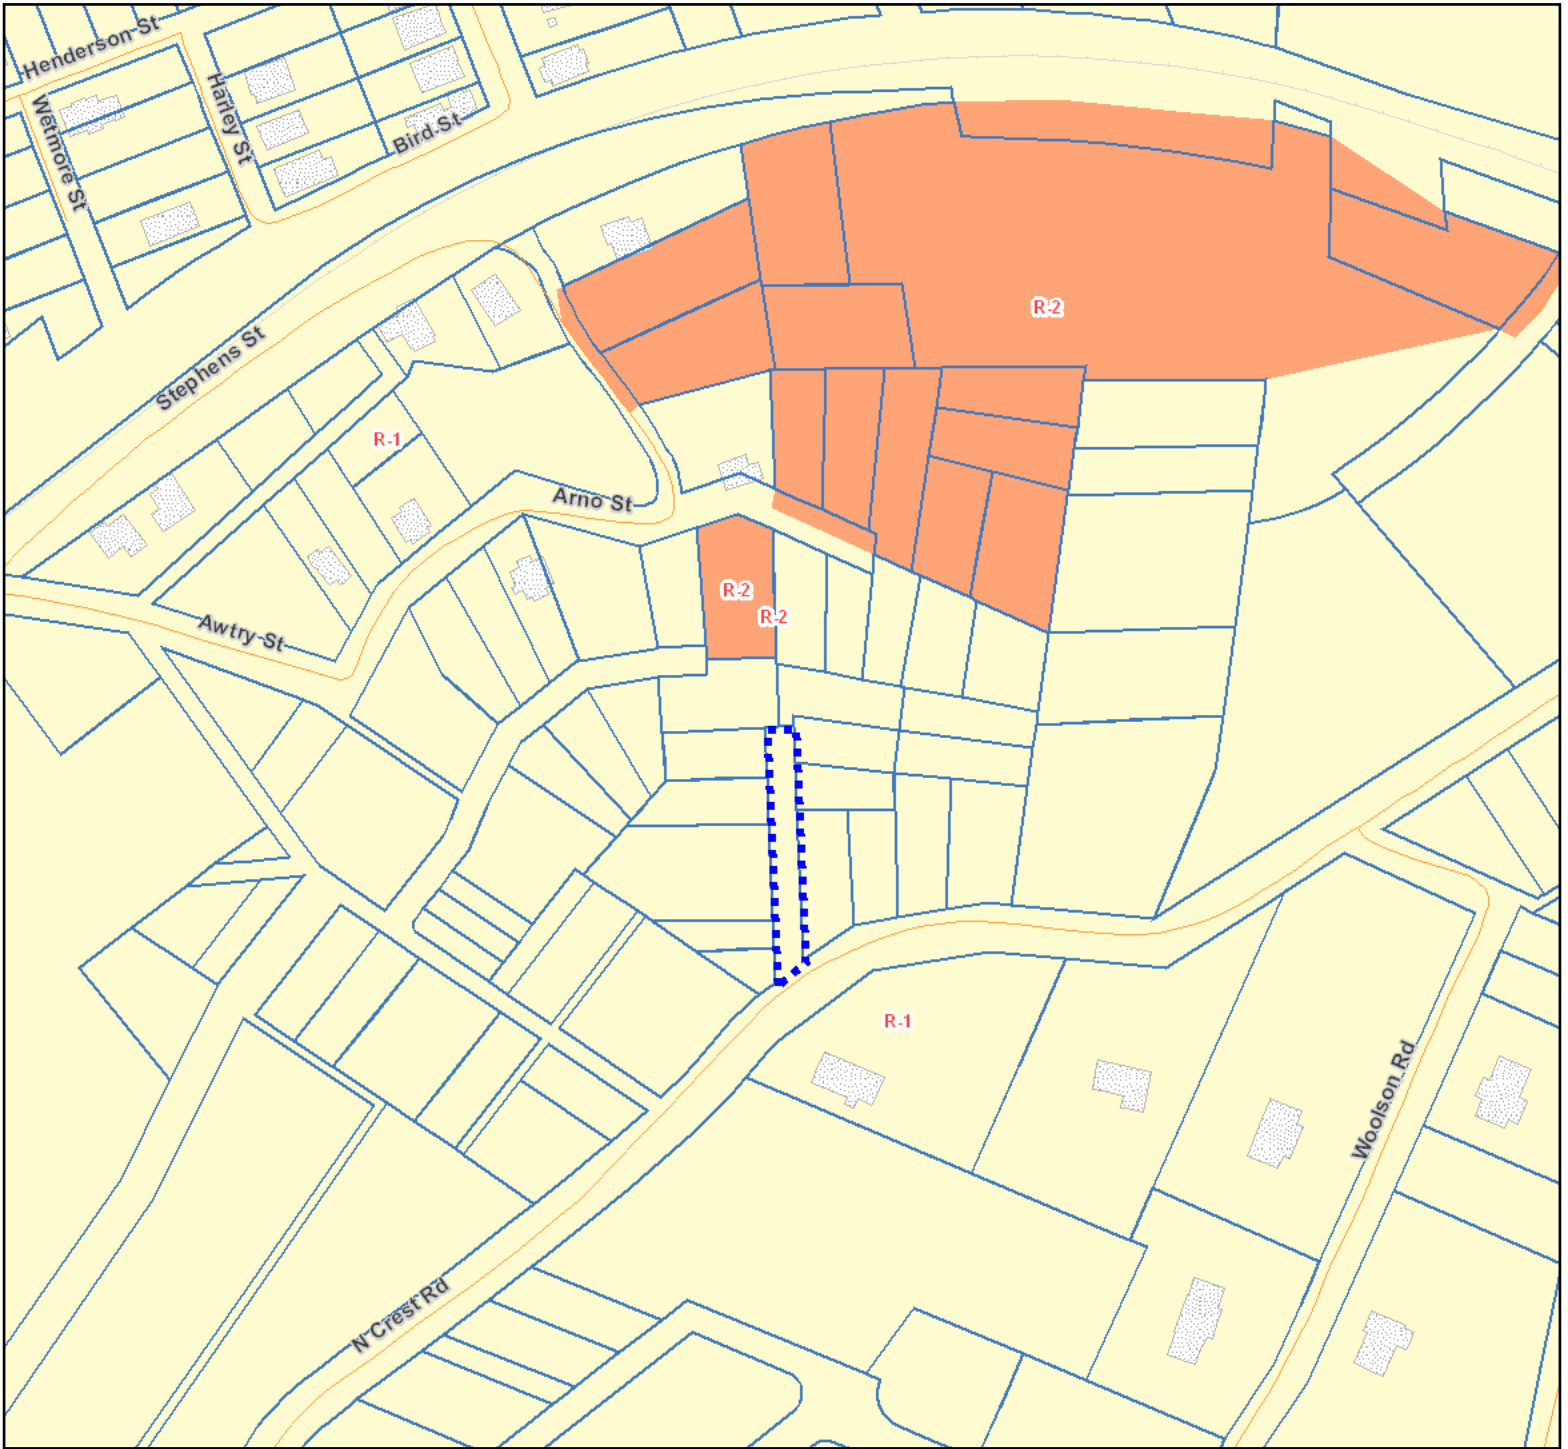 Henderson St
Wetmore St
Harley St
Bird St
R-2
Stephens St
R-1
Arno St
R-2
R-2
Awtry St
R-1
Woolson Rd
N Crest Rd